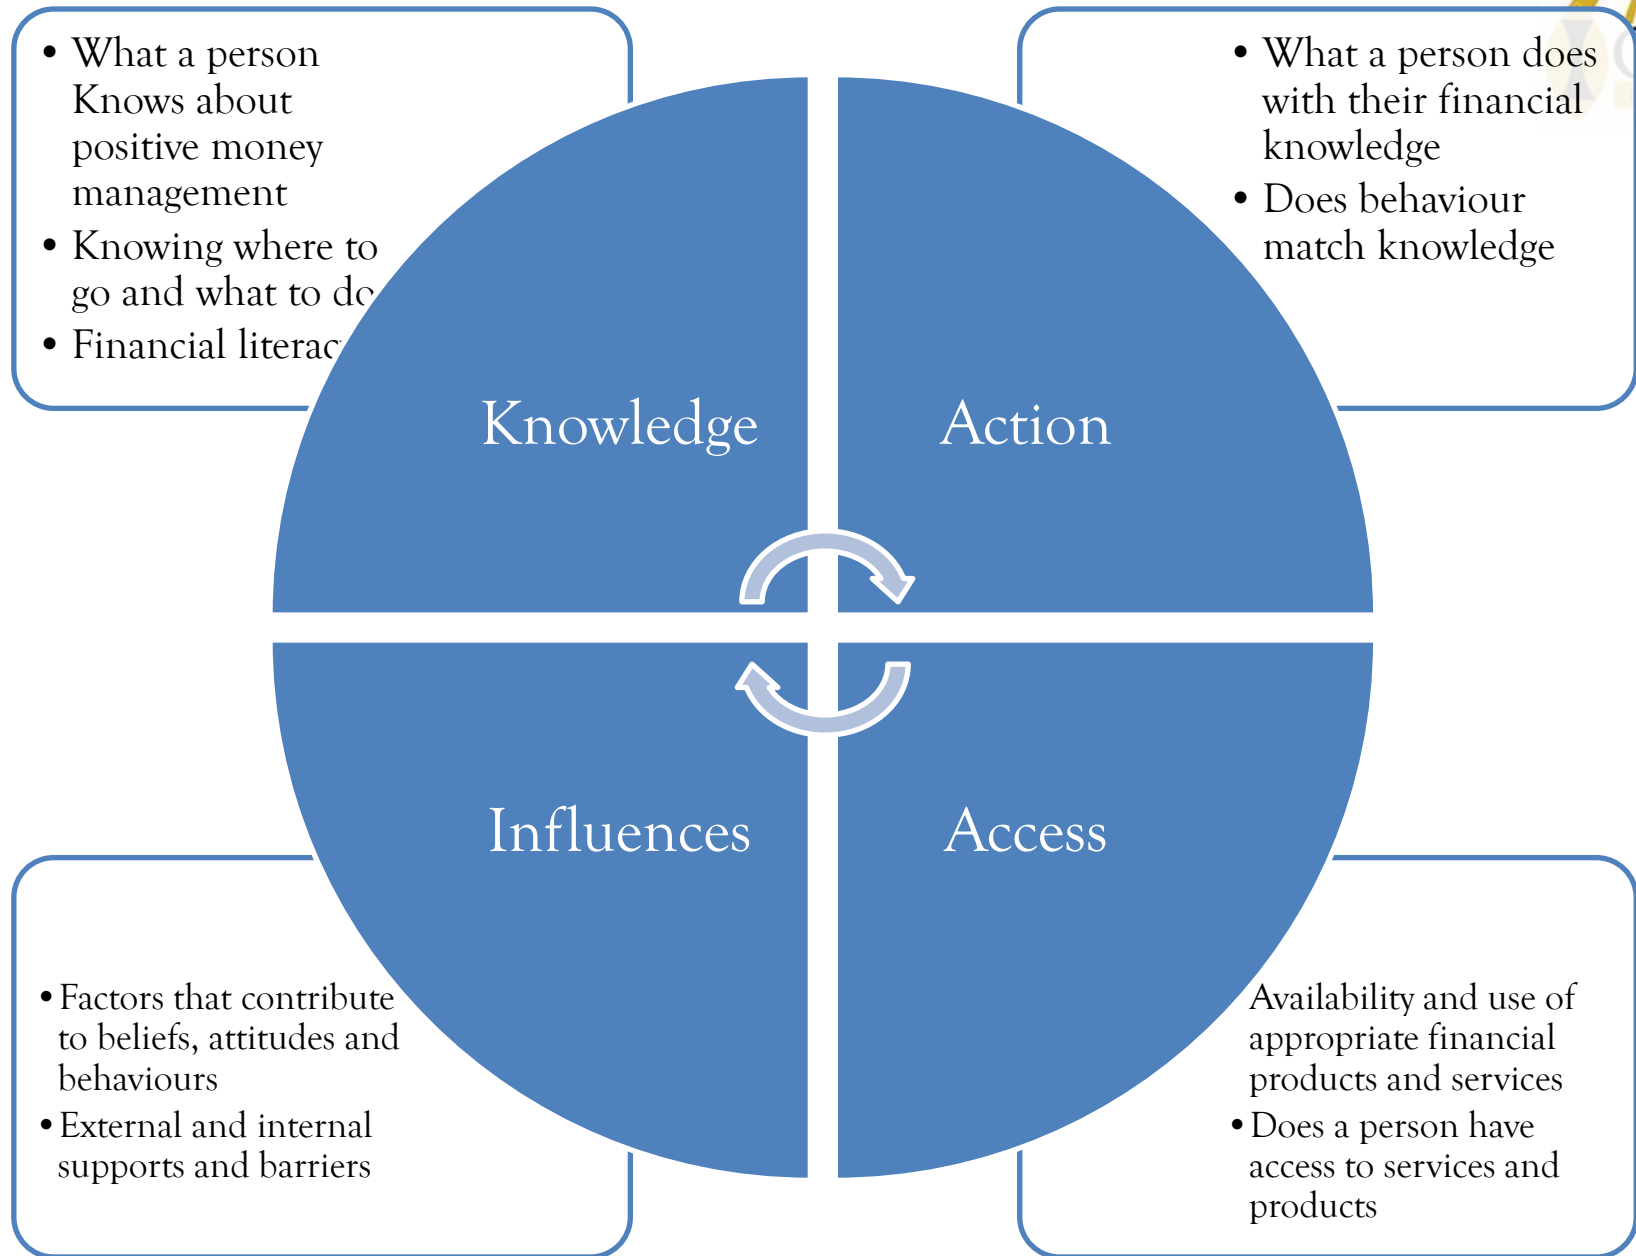 • What a person
Knows about
positive money
management
• Knowing where to
go and what to do
• Financial literac
• What a person does
with their financial
knowledge
• Does behaviour
match knowledge
Knowledge
Action
Influences
Access
• Factors that contribute
to beliefs, attitudes and
behaviours
• External and internal
supports and barriers
Availability and use of
appropriate financial
products and services
• Does a person have
access to services and
products